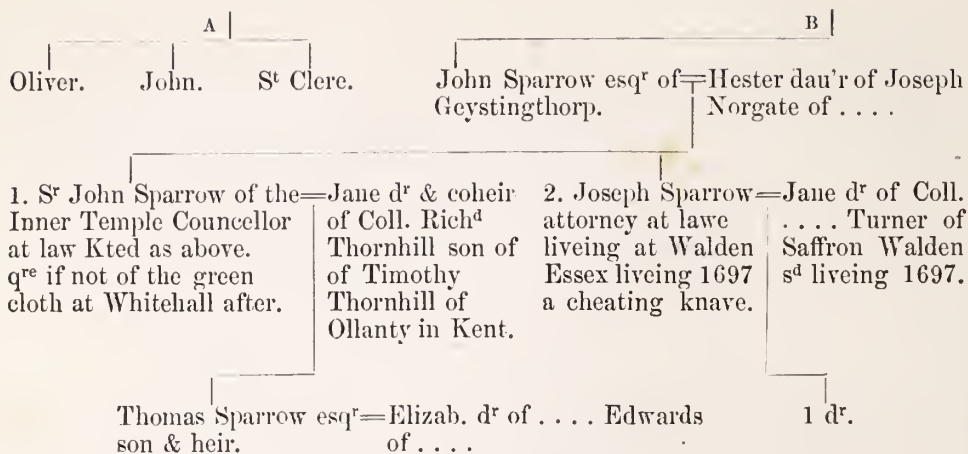 A B
Oliver. John. Sᵗ Clere.
John Sparrow esqʳ of=Hester dau'r of Joseph
Geystingthorp. Norgate of . . . .
1. Sʳ John Sparrow of the=Jane dʳ & coheir
Inner Temple Councellor of Coll. Richᵈ
at law Kted as above. Thornhill son of
qʳᵉ if not of the green of Timothy
cloth at Whitehall after. Thornhill of
Ollanty in Kent.
2. Joseph Sparrow=Jane dʳ of Coll.
attorney at lawe . . . . Turner of
liveing at Walden Saffron Walden
Essex liveing 1697 sᵈ liveing 1697.
a cheating knave.
Thomas Sparrow esqʳ=Elizab. dʳ of . . . . Edwards 1 dʳ.
son & heir. of . . . .